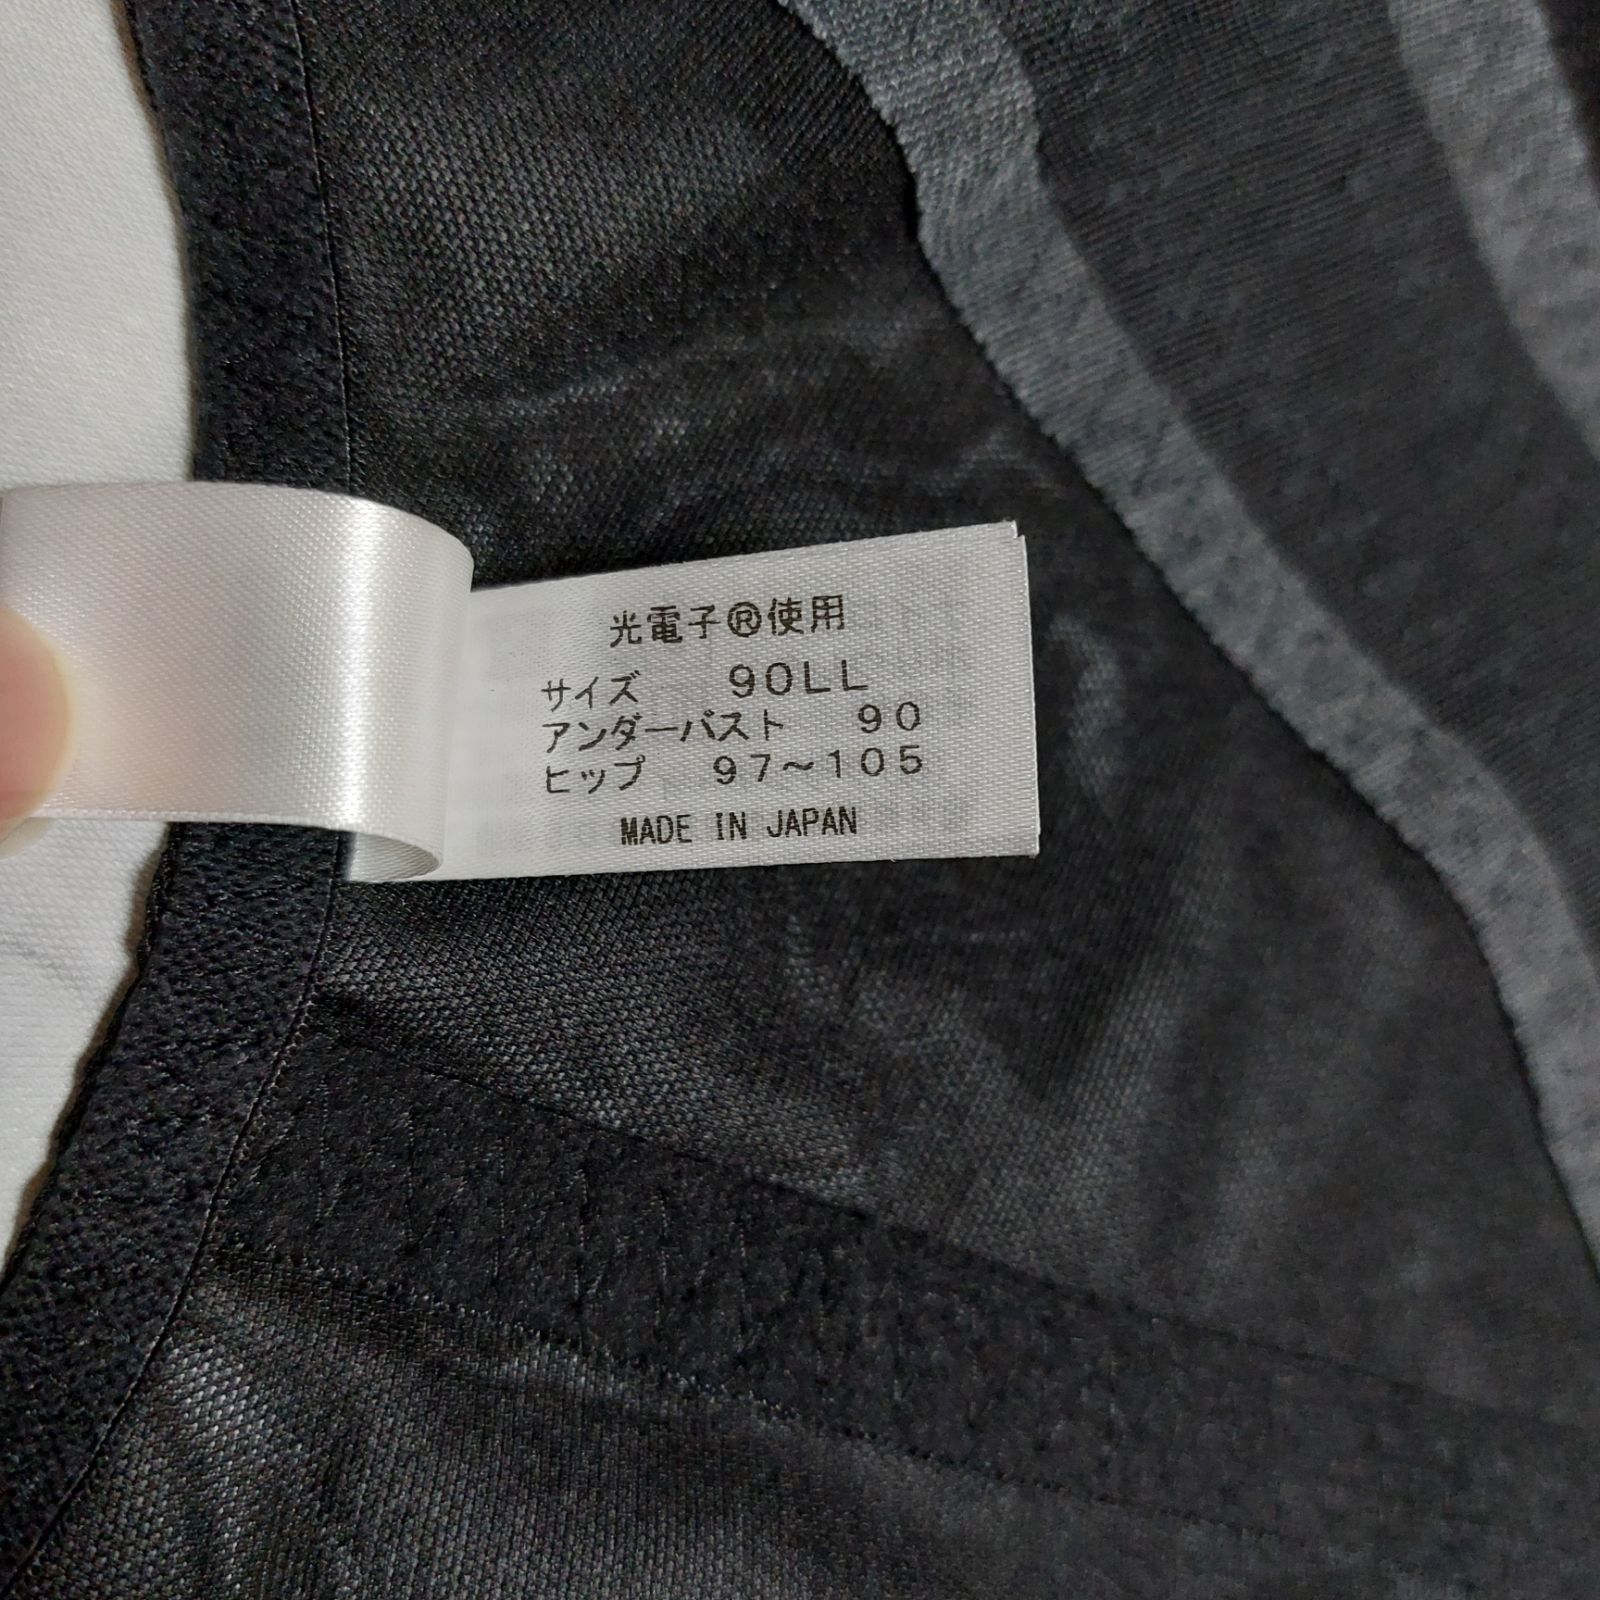 光電子®使用
サイズ 90LL
アンダーバスト 90
ヒップ 97～105
MADE IN JAPAN